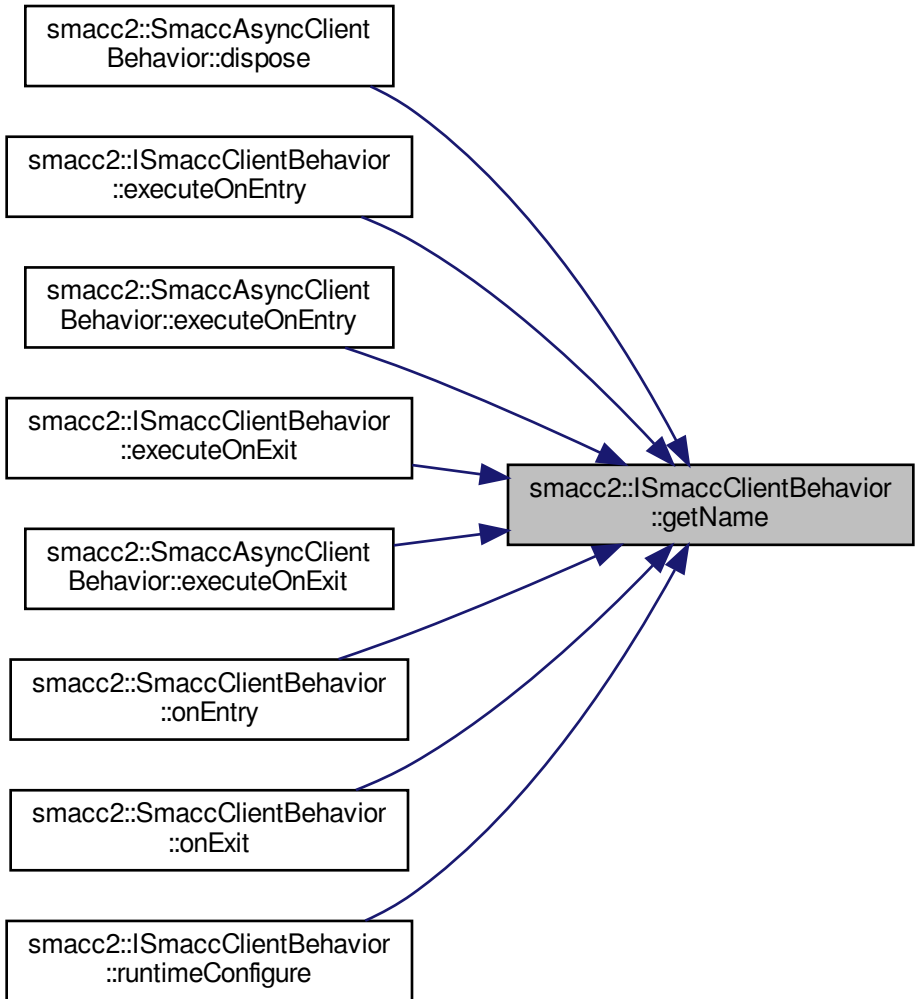 smacc2::SmaccAsyncClient
Behavior::dispose
smacc2::ISmaccClientBehavior
::executeOnEntry
smacc2::SmaccAsyncClient
Behavior::executeOnEntry
smacc2::ISmaccClientBehavior
::executeOnExit
smacc2::ISmaccClientBehavior
::getName
smacc2::SmaccAsyncClient
Behavior::executeOnExit
smacc2::SmaccClientBehavior
::onEntry
smacc2::SmaccClientBehavior
::onExit
smacc2::ISmaccClientBehavior
::runtimeConfigure